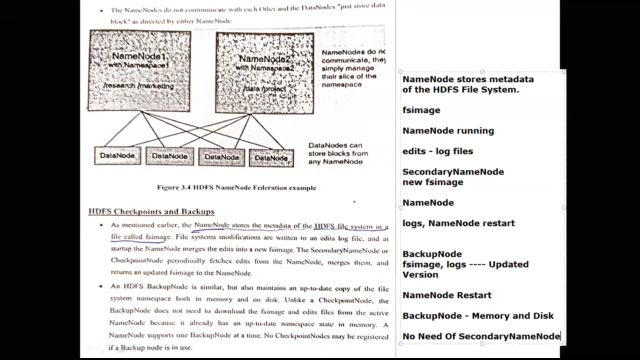 • The NameNodes do not communicate with each Other and the DataNodes "just store data
block" as directed by either NameNode.
NameNode1
with Namespace1
/research /marketing
NameNode2
with Namespace2
/data /project
NameNodes do not
communicate, they
simply manage
their slice of the
namespace
DataNode
DataNode
DataNode
DataNode
DataNodes can
store blocks from
any NameNode
Figure 3.4 HDFS NameNode Federation example
HDFS Checkpoints and Backups
• As mentioned earlier, the NameNode stores the metadata of the HDFS file system in a
file called fsimage. File systems modifications are written to an edits log file, and at
startup the NameNode merges the edits into a new fsimage. The SecondaryNameNode or
CheckpointNode periodically fetches edits from the NameNode, merges them, and
returns an updated fsimage to the NameNode.
• An HDFS BackupNode is similar, but also maintains an up-to-date copy of the file
system namespace both in memory and on disk. Unlike a CheckpointNode, the
BackupNode does not need to download the fsimage and edits files from the active
NameNode because it already has an up-to-date namespace state in memory. A
NameNode supports one BackupNode at a time. No CheckpointNodes may be registered
if a Backup node is in use.
NameNode stores metadata
of the HDFS File System.
fsimage
NameNode running
edits - log files
SecondaryNameNode
new fsimage
NameNode
logs, NameNode restart
BackupNode
fsimage, logs ---- Updated
Version
NameNode Restart
BackupNode - Memory and Disk
No Need Of SecondaryNameNode